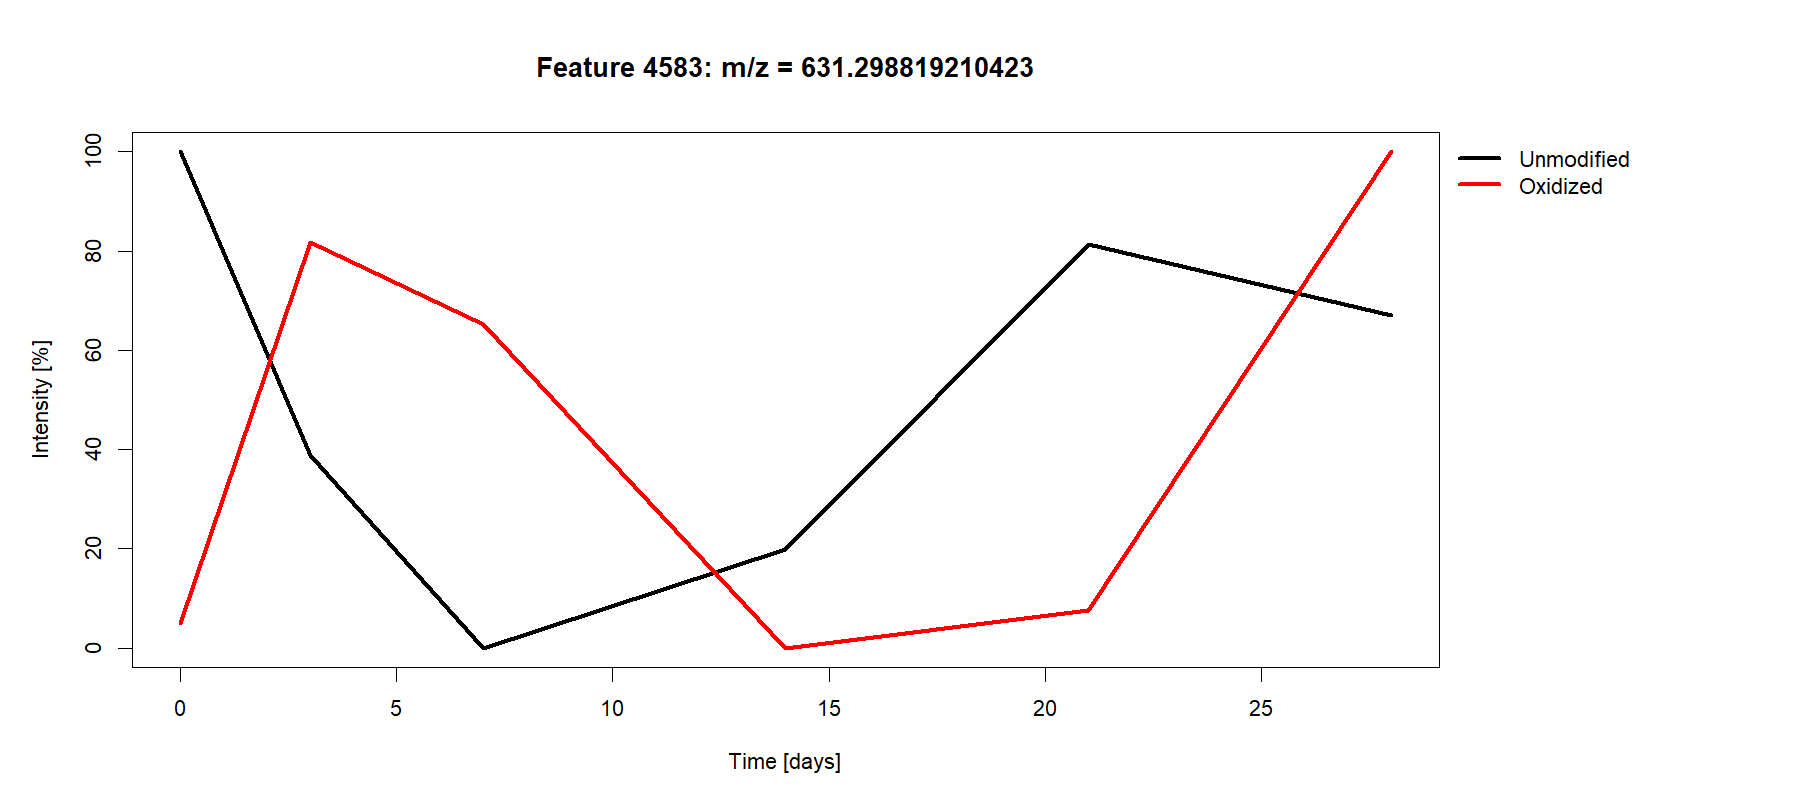 Feature 4583: m/z = 631.298819210423
Unmodified
Oxidized
Intensity [%]
100
80
60
40
20
0
0 5 10 15 20 25
Time [days]